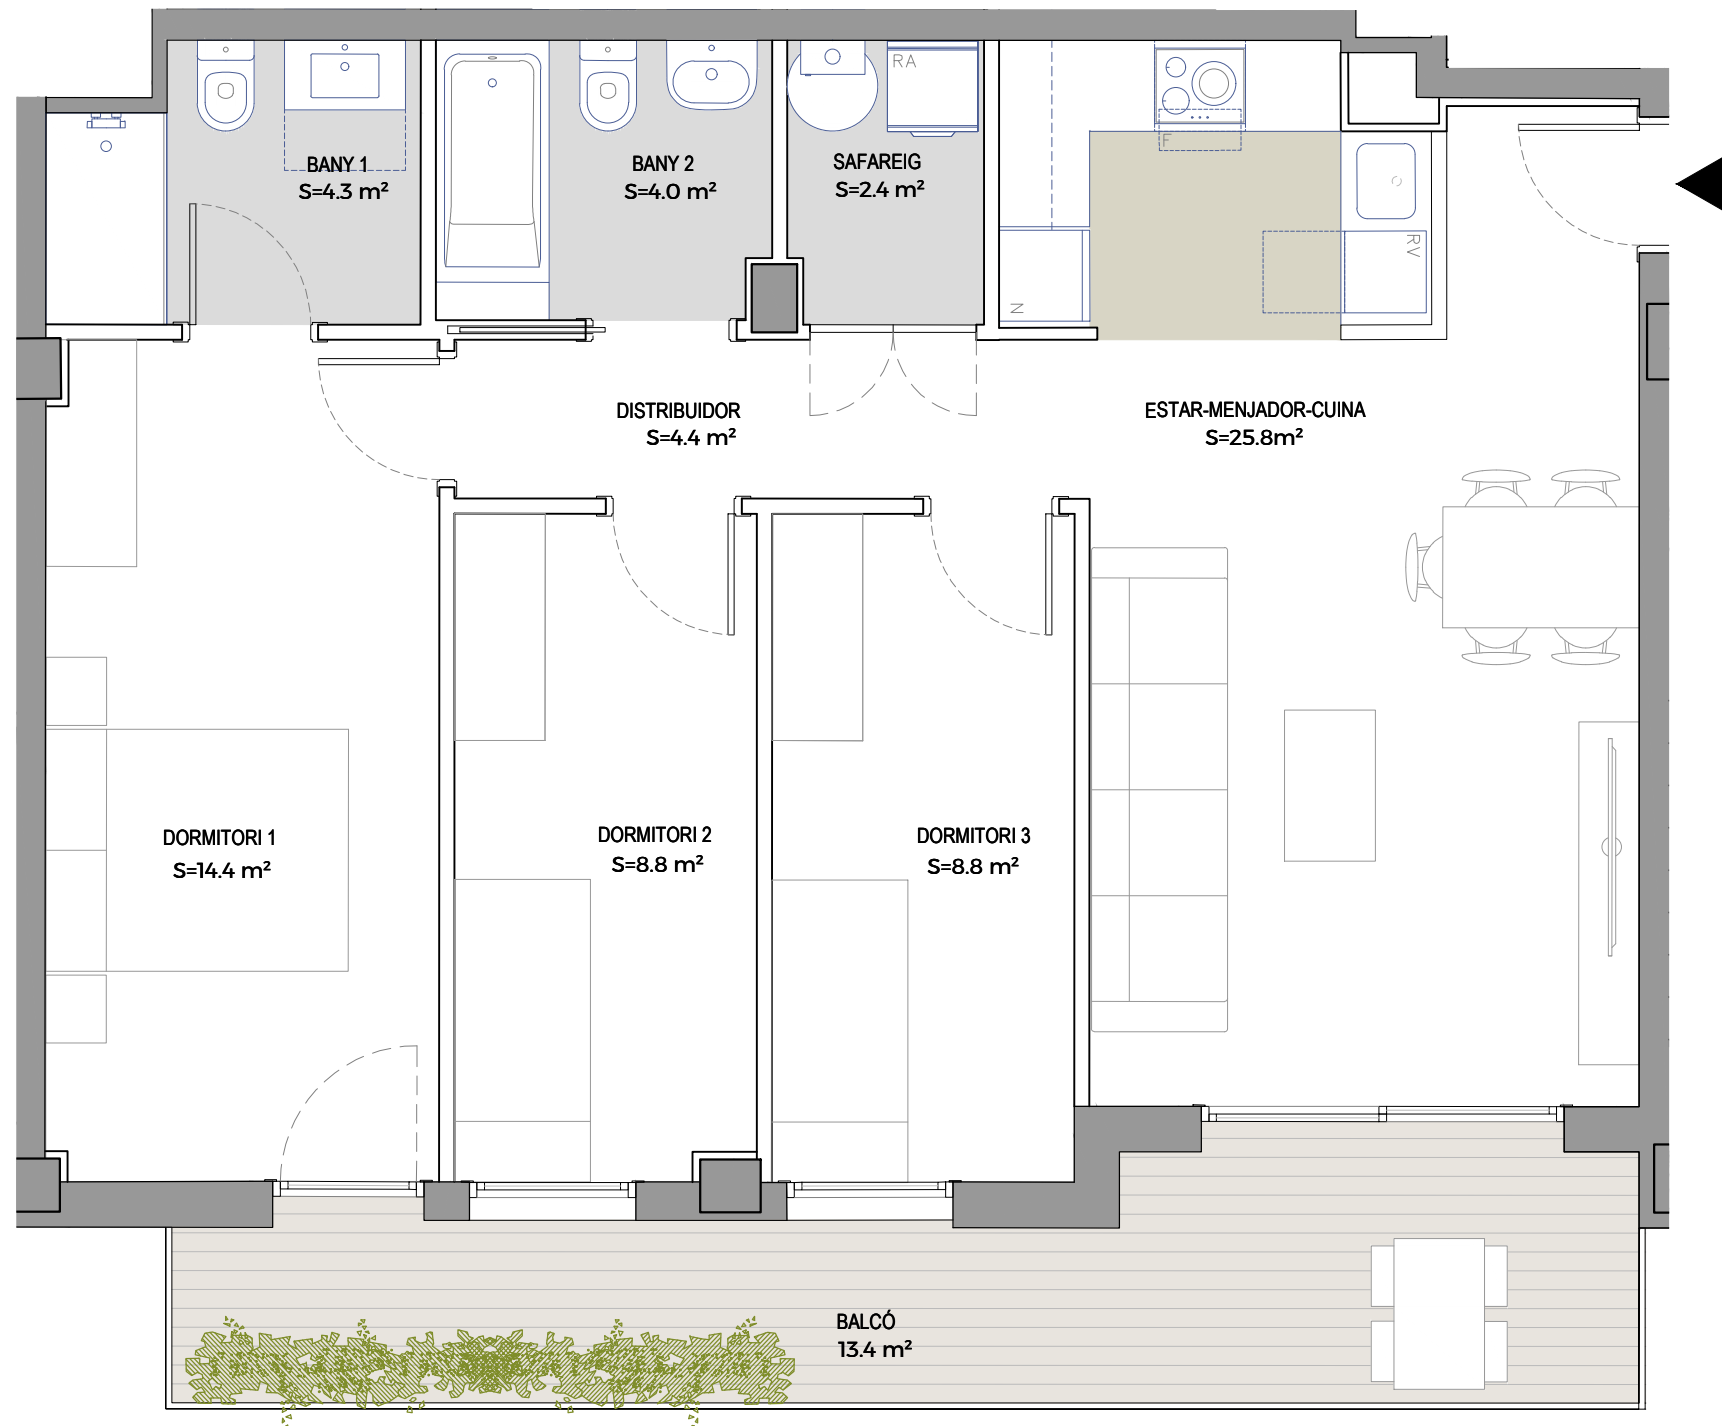 BANY 1
S=4.3 m²
BANY 2
S=4.0 m²
SAFAREIG
S=2.4 m²
RA
F
RV
N
DISTRIBUIDOR
S=4.4 m²
ESTAR-MENJADOR-CUINA
S=25.8m²
DORMITORI 1
S=14.4 m²
DORMITORI 2
S=8.8 m²
DORMITORI 3
S=8.8 m²
BALCÓ
13.4 m²